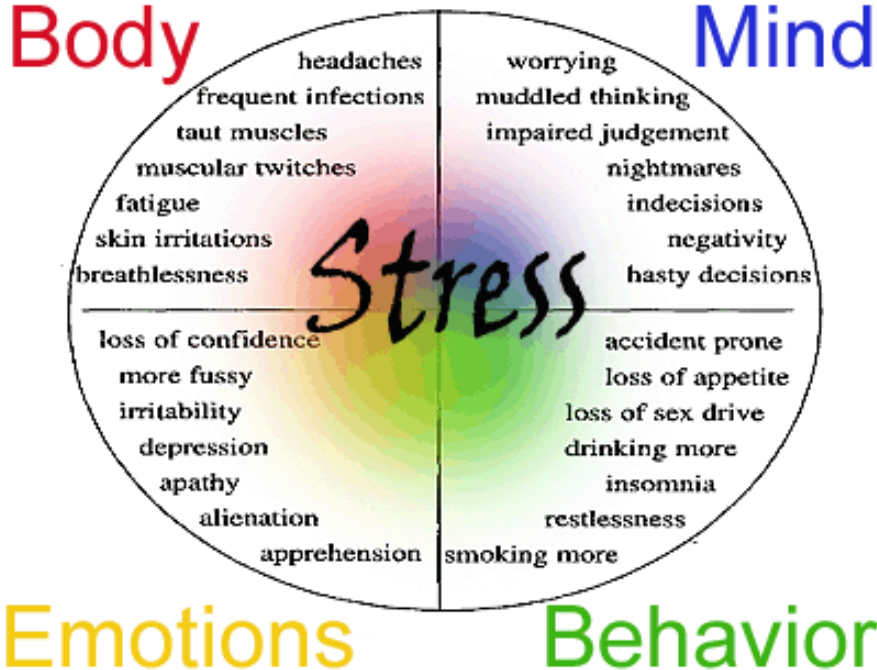 Body
headaches
frequent infections
taut muscles
muscular twitches
fatigue
skin irritations
breathlessness
Mind
worrying
muddled thinking
impaired judgement
nightmares
indecisions
negativity
hasty decisions
Stress
loss of confidence
more fussy
irritability
depression
apathy
alienation
apprehension
Emotions
accident prone
loss of appetite
loss of sex drive
drinking more
insomnia
restlessness
smoking more
Behavior